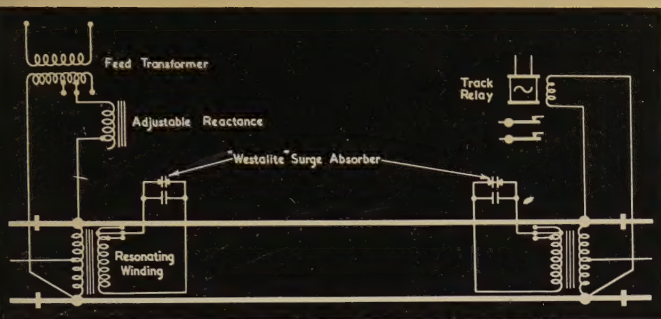 Feed Transformer
Adjustable Reactance
Track
Relay
"Westalite" Surge Absorber
Resonating
Winding